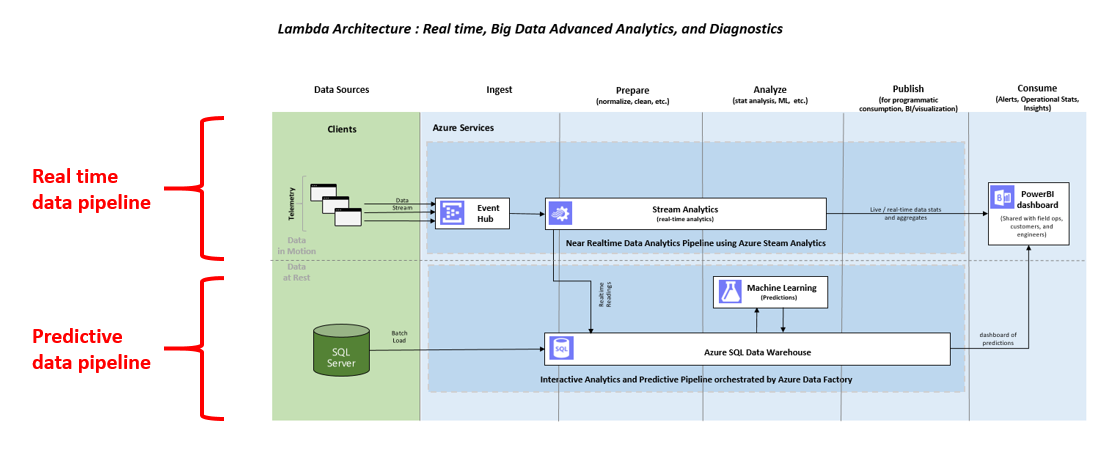 Lambda Architecture : Real time, Big Data Advanced Analytics, and Diagnostics
Data Sources
Ingest
Prepare
(normalize, clean, etc.)
Analyze
(stat analysis, ML,  etc.)
Publish
(for programmatic
consumption, BI/visualization)
Consume
(Alerts, Operational Stats,
Insights)
Real time
data pipeline
Clients
Azure Services
Telemetry
Data
Stream
Event
Hub
Stream Analytics
(real-time analytics)
Live / real-time data stats
and aggregates
PowerBI
dashboard
(Shared with field ops,
customers, and
engineers)
Near Realtime Data Analytics Pipeline using Azure Steam Analytics
Data
in Motion
Data
at Rest
Predictive
data pipeline
Realtime
Readings
Machine Learning
(Predictions)
SQL
Server
Batch
Load
SQL
Azure SQL Data Warehouse
dashboard of
predictions
Interactive Analytics and Predictive Pipeline orchestrated by Azure Data Factory